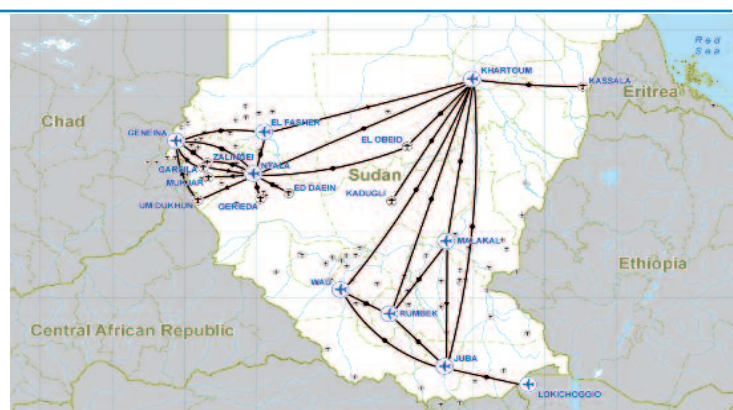 Red
Sea
KHARTOUM
KASSALA
Eritrea
Chad
EL FASHER
GENEINA
EL OBEID
ZALINGEI
NYALA
GARSILA
Sudan
MUKJAR
ED DAEIN
KADUGLI
UM DUKHUN
GERIEDA
MALAKAL
Ethiopia
WAU
RUMBEK
Central African Republic
JUBA
LOKICHOGGIO